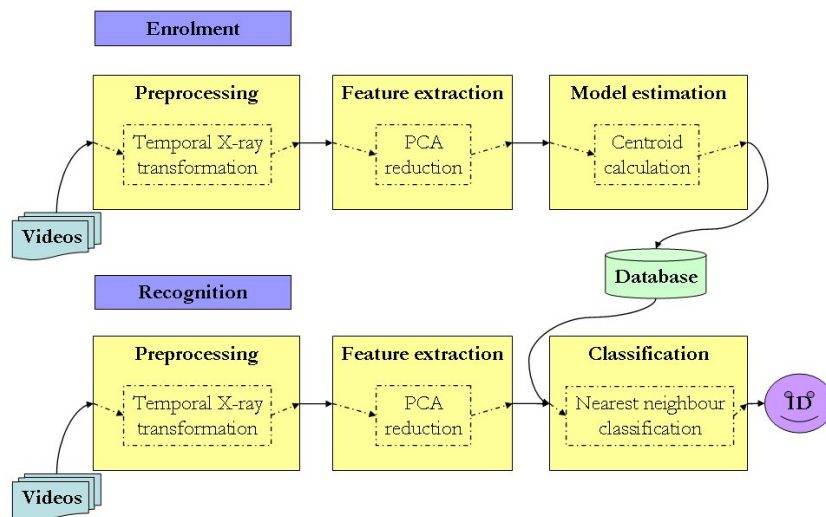 Enrolment
Preprocessing
Temporal X-ray
transformation
Feature extraction
PCA
reduction
Model estimation
Centroid
calculation
Videos
Database
Recognition
Preprocessing
Temporal X-ray
transformation
Feature extraction
PCA
reduction
Classification
Nearest neighbour
classification
ID
Videos